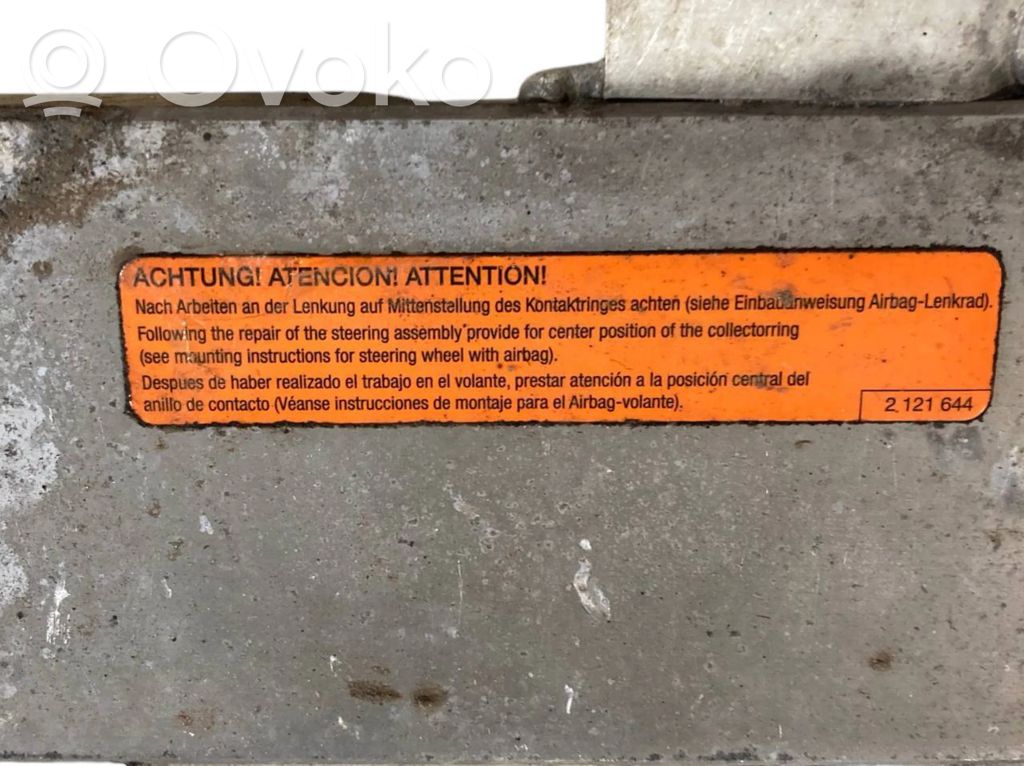 Ovoko
ACHTUNG! ATENCION! ATTENTION!
Nach Arbeiten an der Lenkung auf Mittenstellung des Kontaktringes achten (siehe Einbauanweisung Airbag-Lenkrad).
Following the repair of the steering assembly provide for center position of the collectorring
(see mounting instructions for steering wheel with airbag).
Despues de haber realizado el trabajo en el volante, prestar atención a la posición central del
anillo de contacto (Véanse instrucciones de montaje para el Airbag-volante).
2 121 644